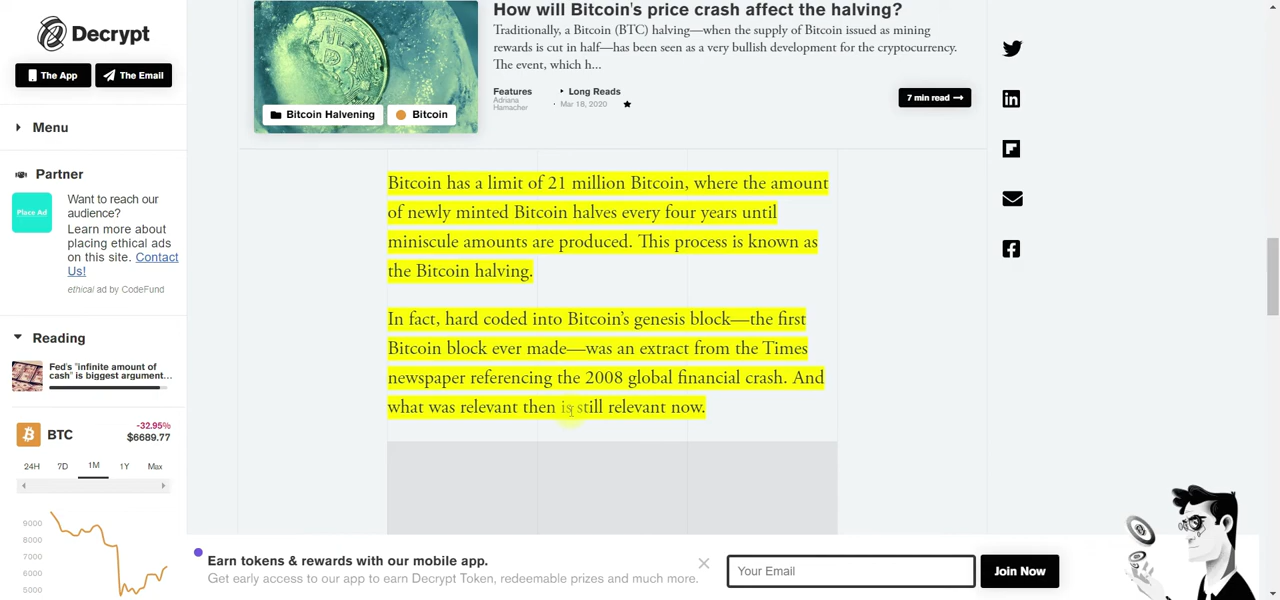 Decrypt
The App
The Email
Menu
Partner
Place Ad
Want to reach our
audience?
Learn more about
placing ethical ads
on this site. Contact
Us!
ethical ad by CodeFund
Reading
Fed's "infinite amount of
cash" is biggest argument...
BTC
-32.95%
$6689.77
24H 7D 1M 1Y Max
9000
8000
7000
6000
5000
How will Bitcoin's price crash affect the halving?
Traditionally, a Bitcoin (BTC) halving—when the supply of Bitcoin issued as mining
rewards is cut in half—has been seen as a very bullish development for the cryptocurrency.
The event, which h...
Bitcoin Halvening
Bitcoin
Features
Adriana
Hamacher
Long Reads
Mar 18, 2020
7 min read →
Bitcoin has a limit of 21 million Bitcoin, where the amount
of newly minted Bitcoin halves every four years until
miniscule amounts are produced. This process is known as
the Bitcoin halving.
In fact, hard coded into Bitcoin's genesis block—the first
Bitcoin block ever made—was an extract from the Times
newspaper referencing the 2008 global financial crash. And
what was relevant then is still relevant now.
Earn tokens & rewards with our mobile app.
Get early access to our app to earn Decrypt Token, redeemable prizes and much more.
Your Email
Join Now